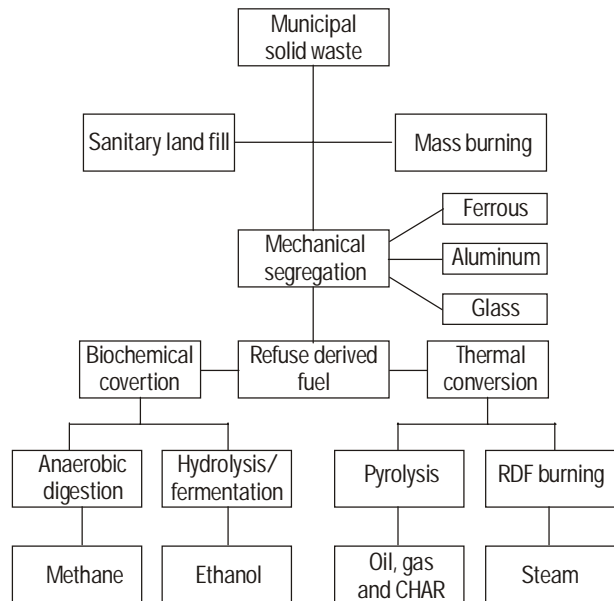 Municipal
solid waste
Sanitary land fill
Mass burning
Ferrous
Mechanical
segregation
Aluminum
Glass
Biochemical
covertion
Refuse derived
fuel
Thermal
conversion
Anaerobic
digestion
Hydrolysis/
fermentation
Pyrolysis
RDF burning
Methane
Ethanol
Oil, gas
and CHAR
Steam